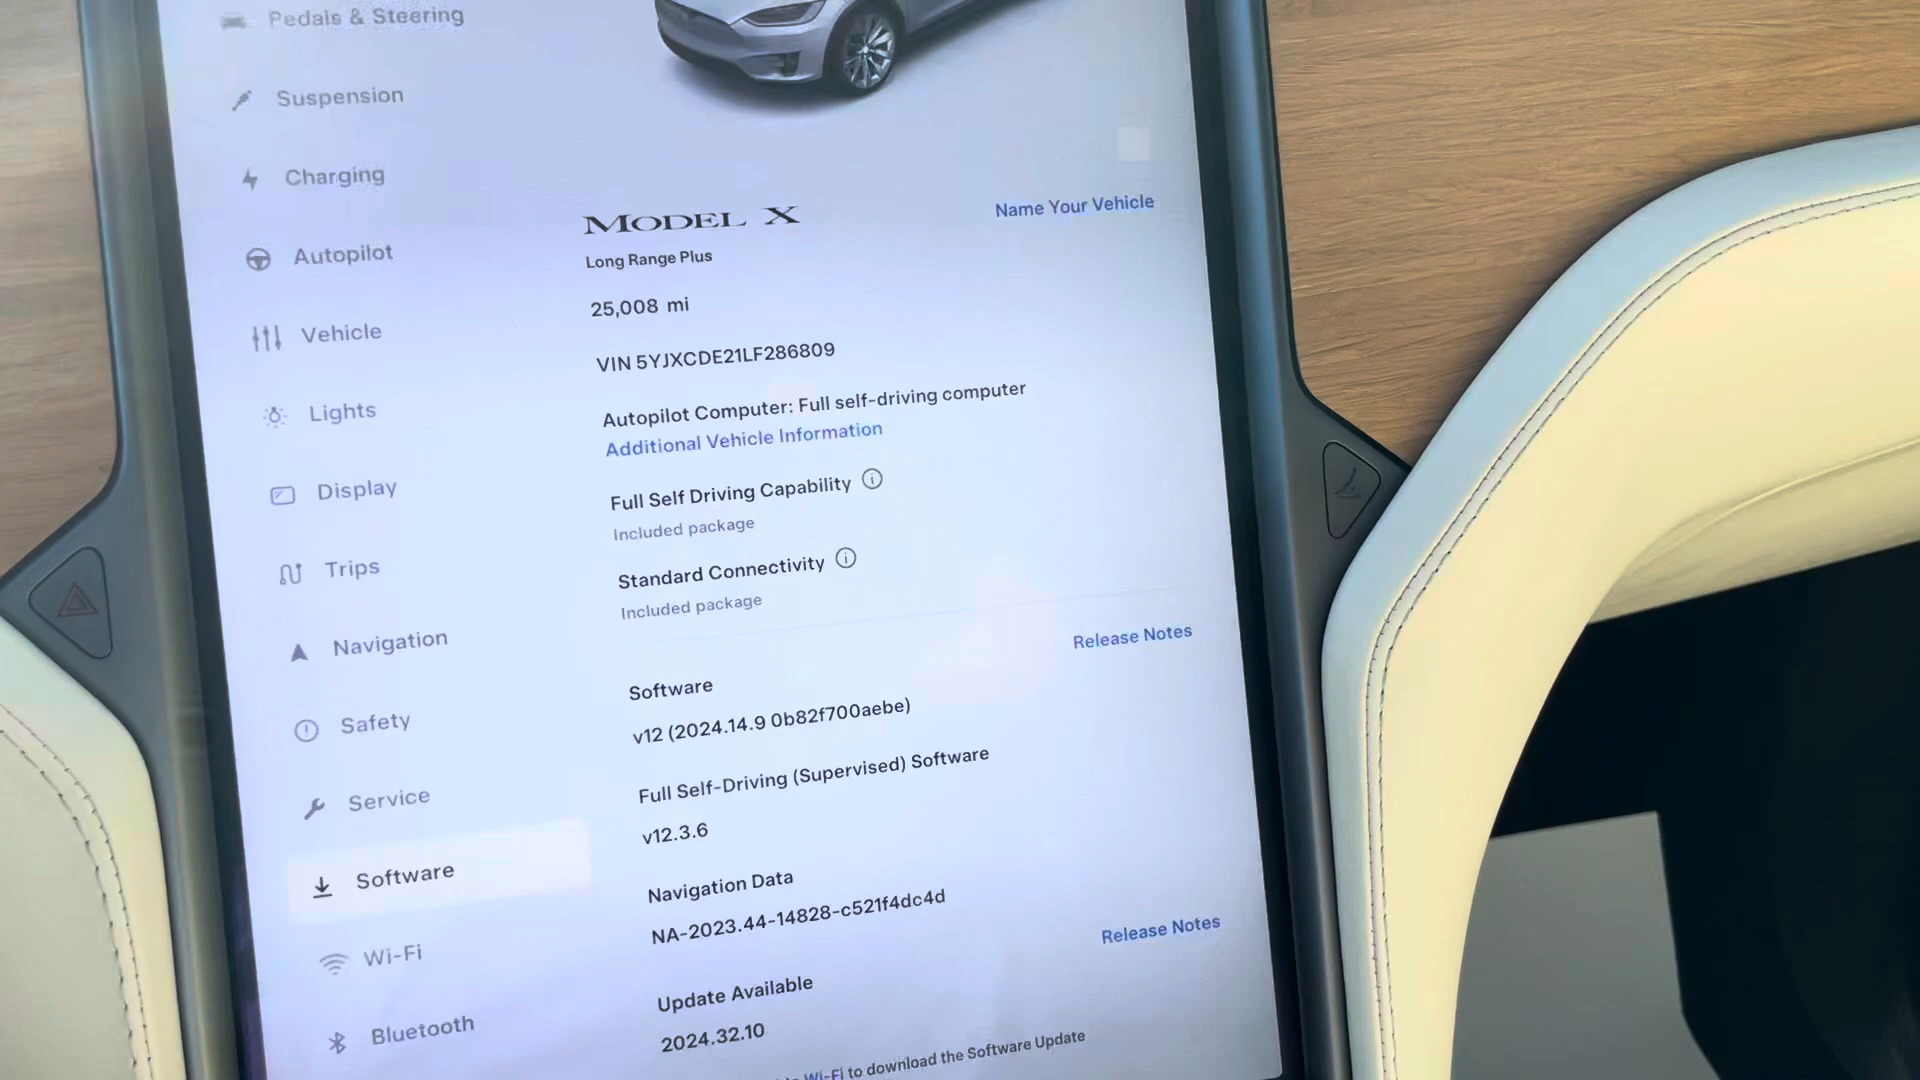 Pedals & Steering
Suspension
Charging
Autopilot
Vehicle
Lights
Display
Trips
Navigation
Safety
Service
Software
Wi-Fi
Bluetooth
MODEL X
Name Your Vehicle
Long Range Plus
25,008 mi
VIN 5YJXCDE21LF286809
Autopilot Computer: Full self-driving computer
Additional Vehicle Information
Full Self Driving Capability
Included package
Standard Connectivity
Included package
Release Notes
Software
v12 (2024.14.9 0b82f700aebe)
Full Self-Driving (Supervised) Software
v12.3.6
Navigation Data
NA-2023.44-14828-c521f4dc4d
Release Notes
Update Available
2024.32.10
Wi-Fi to download the Software Update